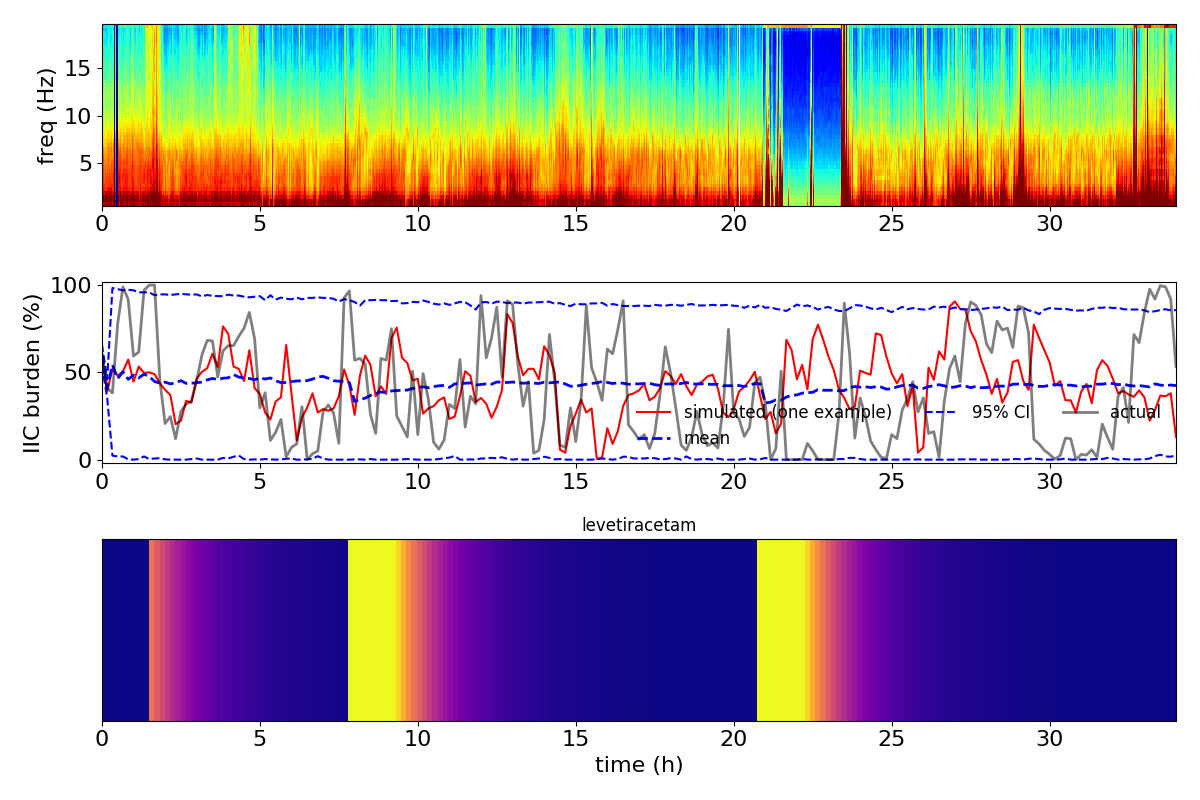 freq (Hz)
15
10
5
0 5 10 15 20 25 30
IIC burden (%)
100
50
0
simulated (one example) 95% CI actual
mean
0 5 10 15 20 25 30
levetiracetam
0 5 10 15 20 25 30
time (h)